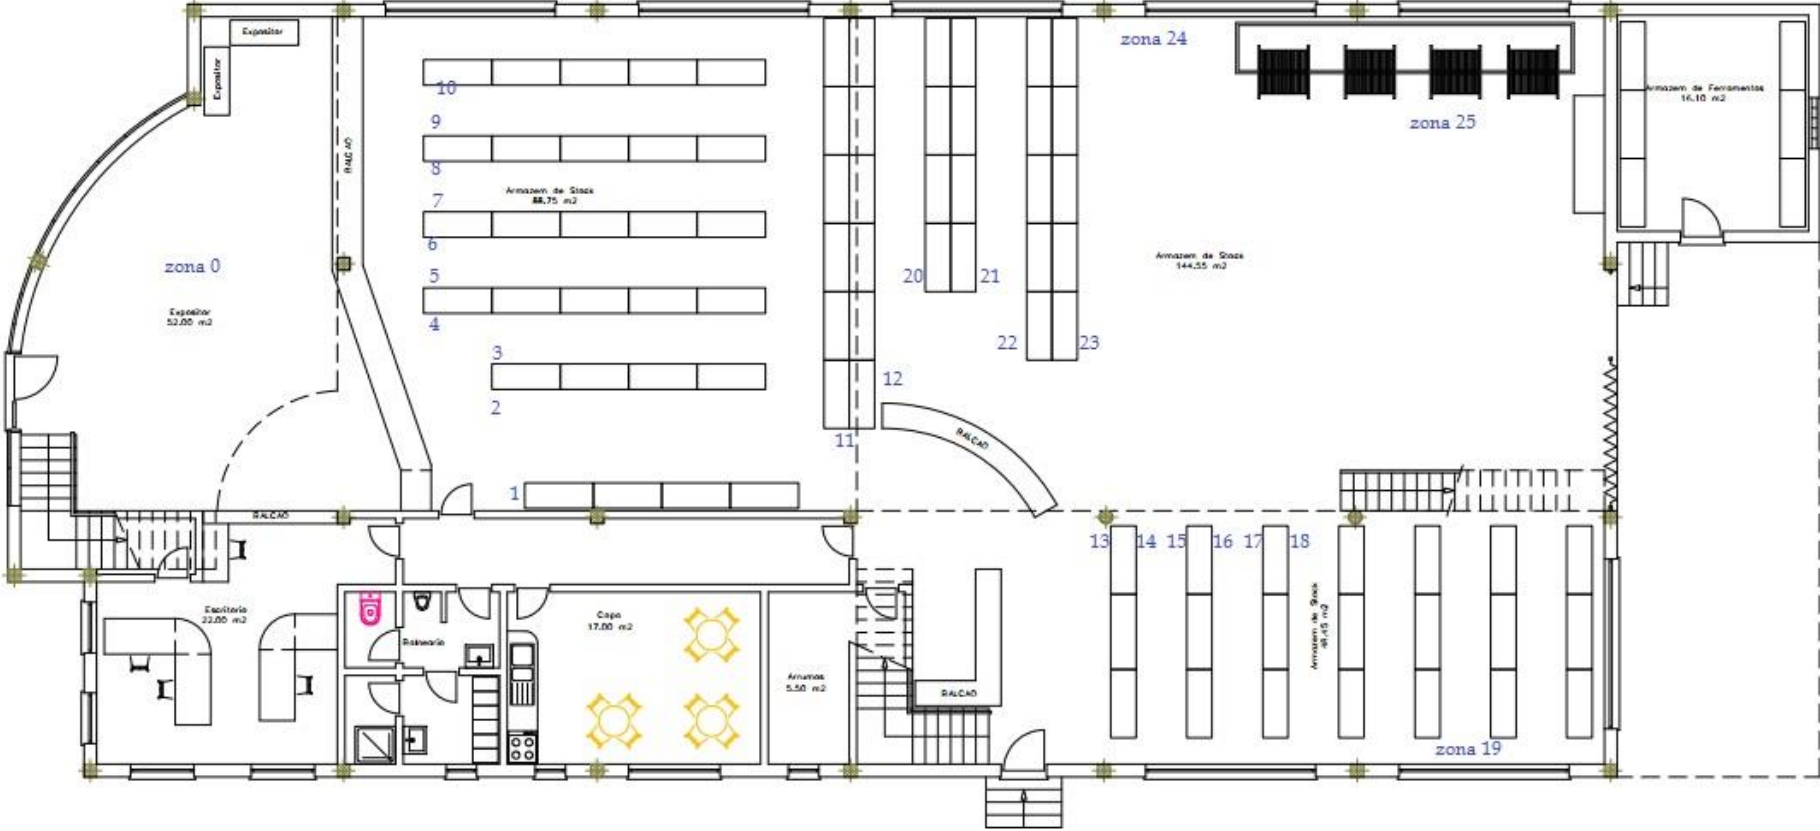 Expositor
Expositor
BALCAO
zona 0
Expositor
52.00 m2
10
9
8
7
6
5
4
3
2
1
Armazem de Stock
88.75 m2
11
12
20
21
22
23
BALCAO
zona 24
zona 25
Armazem de Stock
144.55 m2
Armazem de Ferramentas
16.10 m2
BALCAO
Escritorio
22.00 m2
Balneario
Copa
17.00 m2
Arrumos
5.50 m2
BALCAO
13
14
15
16
17
18
Armazem de Stock
48.45 m2
zona 19